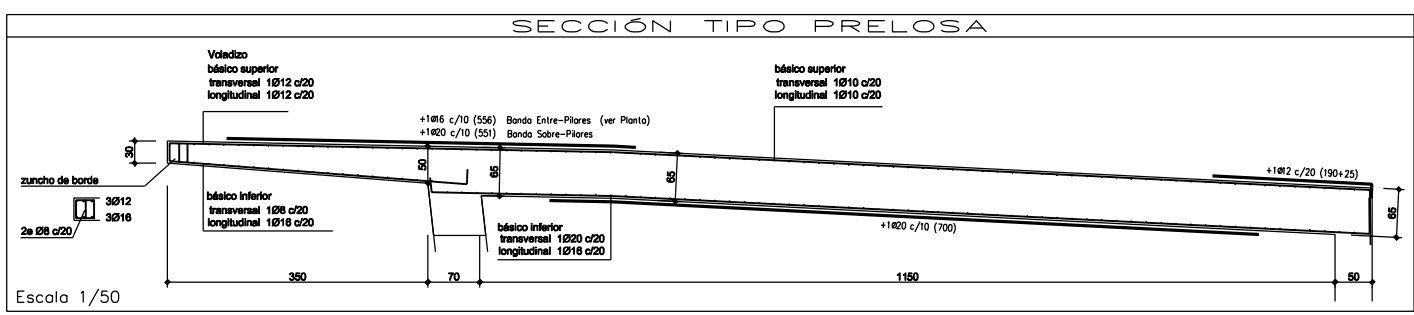 SECCIÓN TIPO PRELOSA
Voladizo
básico superior
transversal 1Ø12 c/20
longitudinal 1Ø12 c/20
básico superior
transversal 1Ø10 c/20
longitudinal 1Ø10 c/20
+1Ø16 c/10 (556) Banda Entre-Pilares (ver Planta)
+1Ø20 c/10 (551) Banda Sobre-Pilares
30
50
65
65
+1Ø12 c/20 (190+25)
65
zuncho de borde
3Ø12
3Ø16
2e Ø8 c/20
básico inferior
transversal 1Ø8 c/20
longitudinal 1Ø16 c/20
básico inferior
transversal 1Ø20 c/20
longitudinal 1Ø16 c/20
+1Ø20 c/10 (700)
350
70
1150
50
Escala 1/50